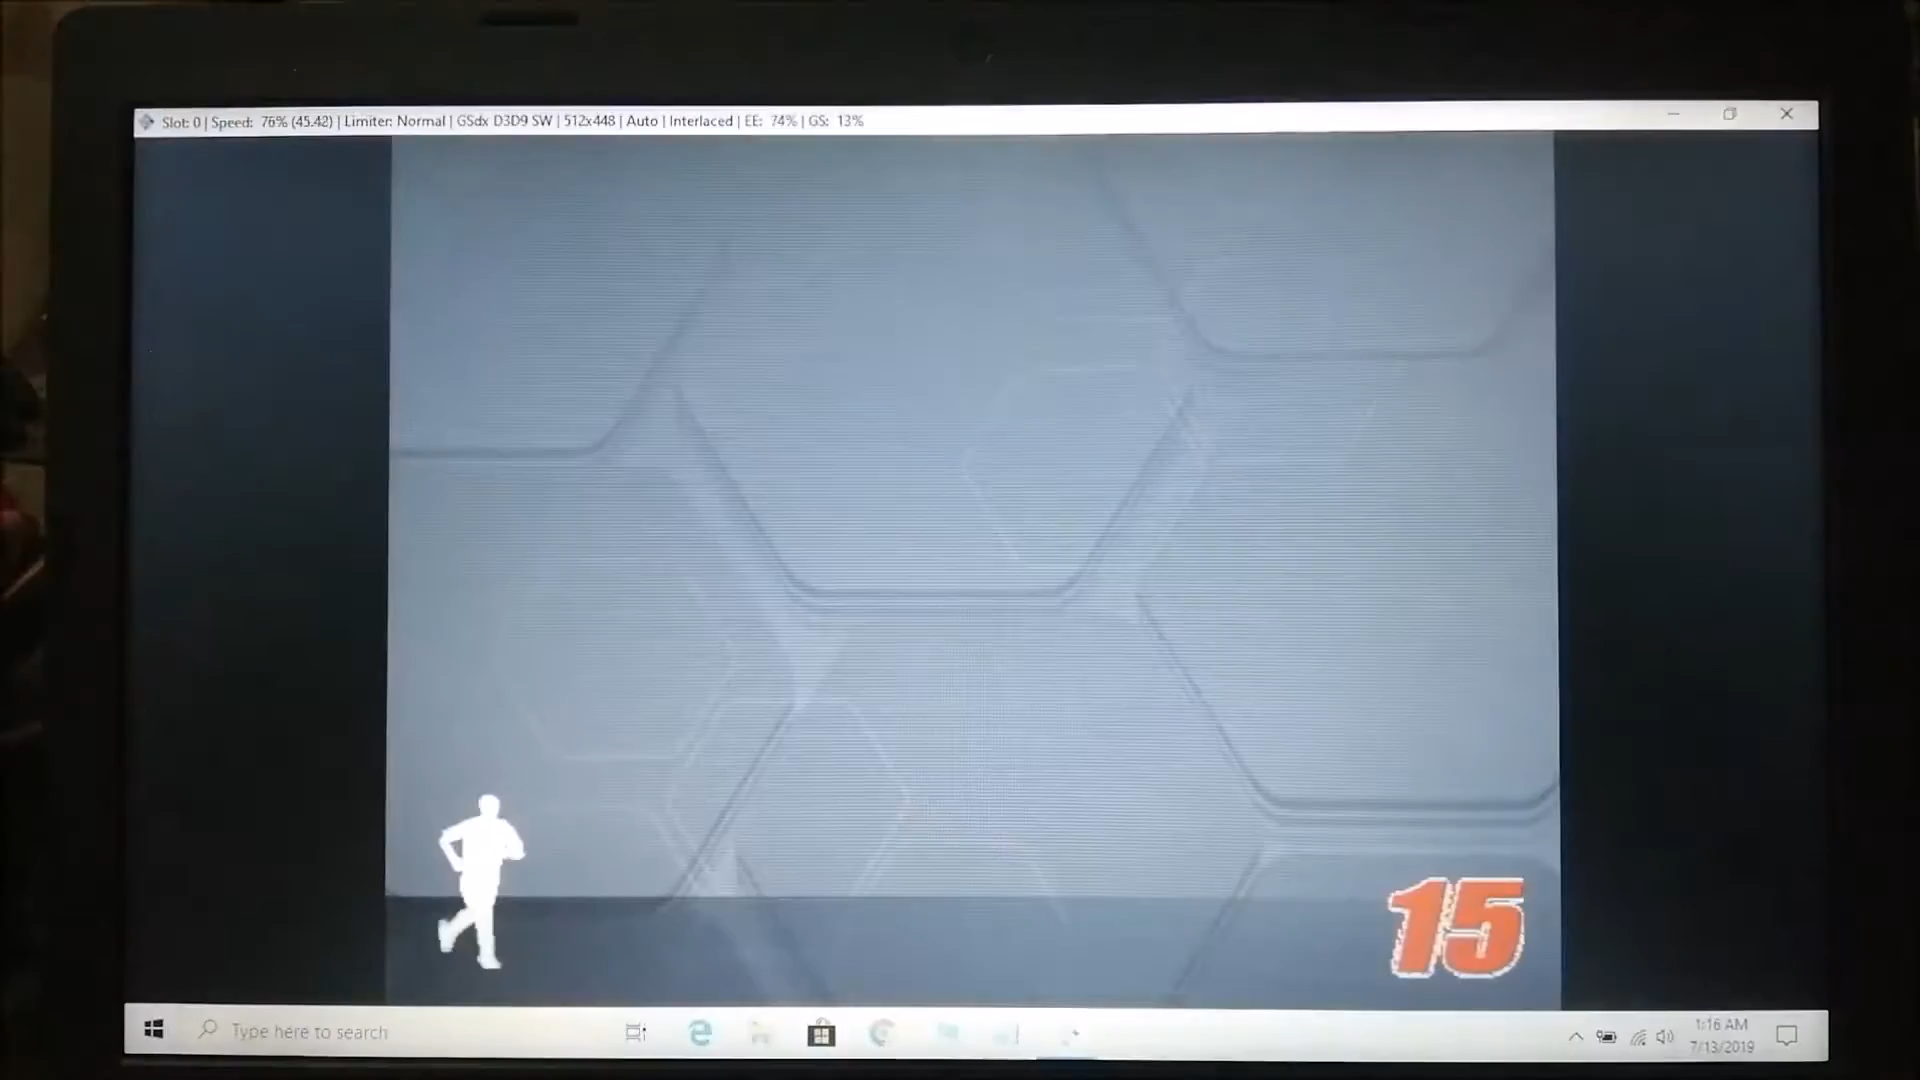 Slot: 0 | Speed: 76% (45.42) | Limiter: Normal | GSdx D3D9 SW | 512x448 | Auto | Interlaced | EE: 74% | GS: 13%
15
Type here to search
1:16 AM
7/13/2019